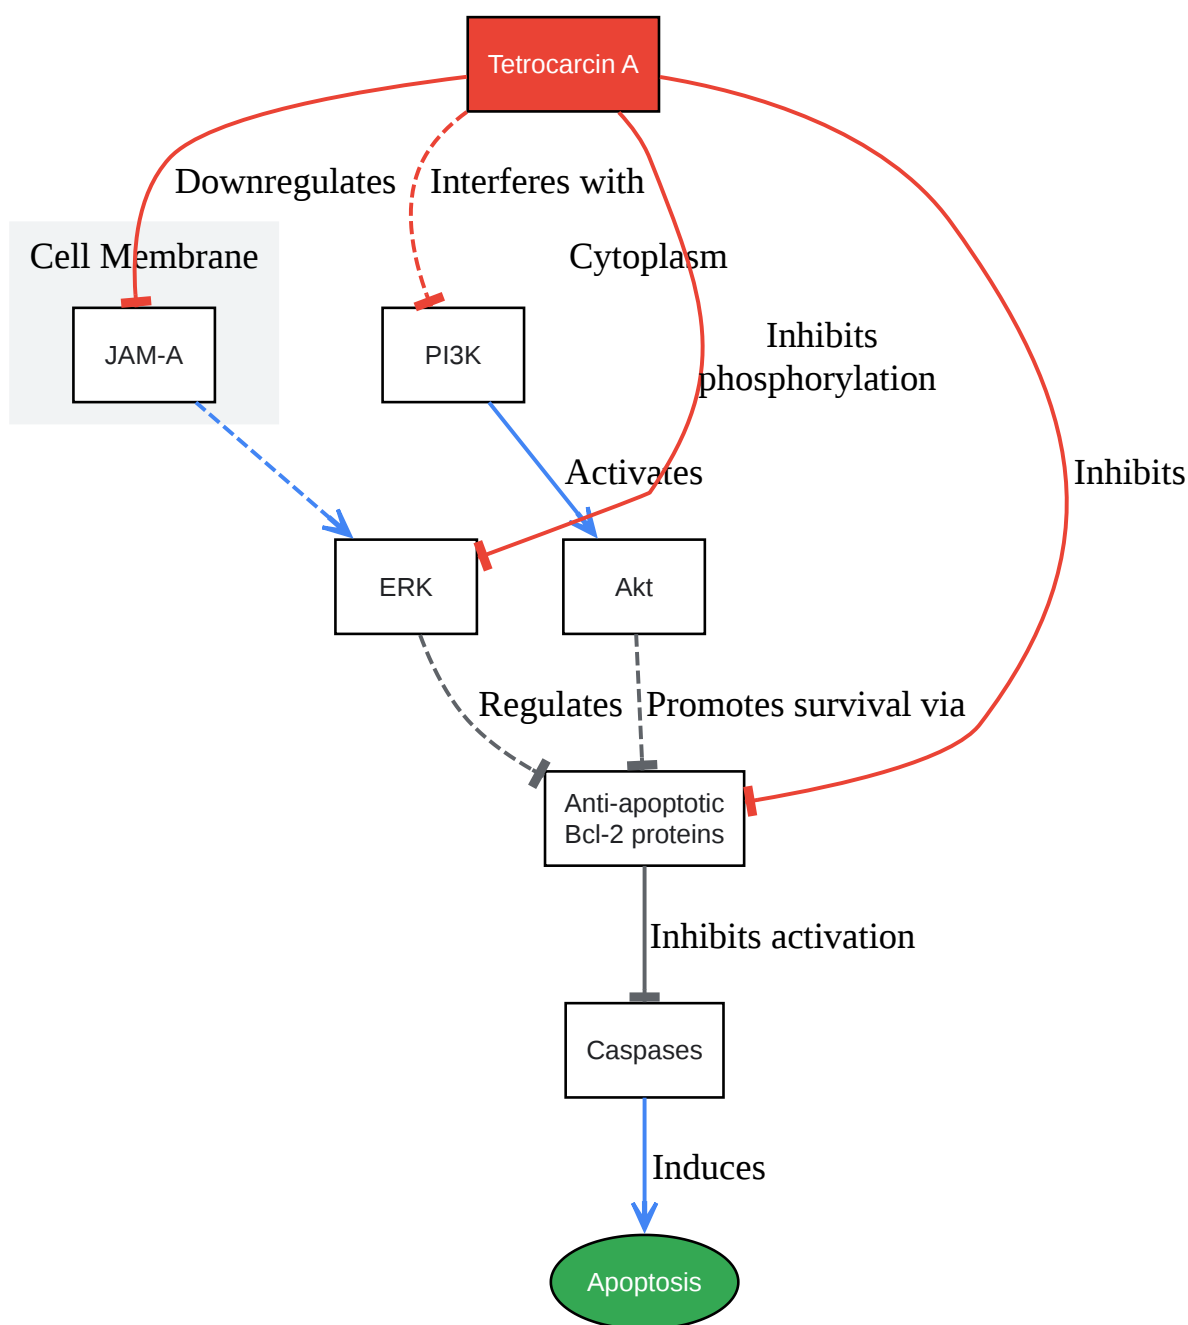 Tetrocarcin A
Downregulates
Interferes with
Cell Membrane
Cytoplasm
JAM-A
PI3K
Inhibits
phosphorylation
Activates
Inhibits
ERK
Akt
Regulates
Promotes survival via
Anti-apoptotic
Bcl-2 proteins
Inhibits activation
Caspases
Induces
Apoptosis